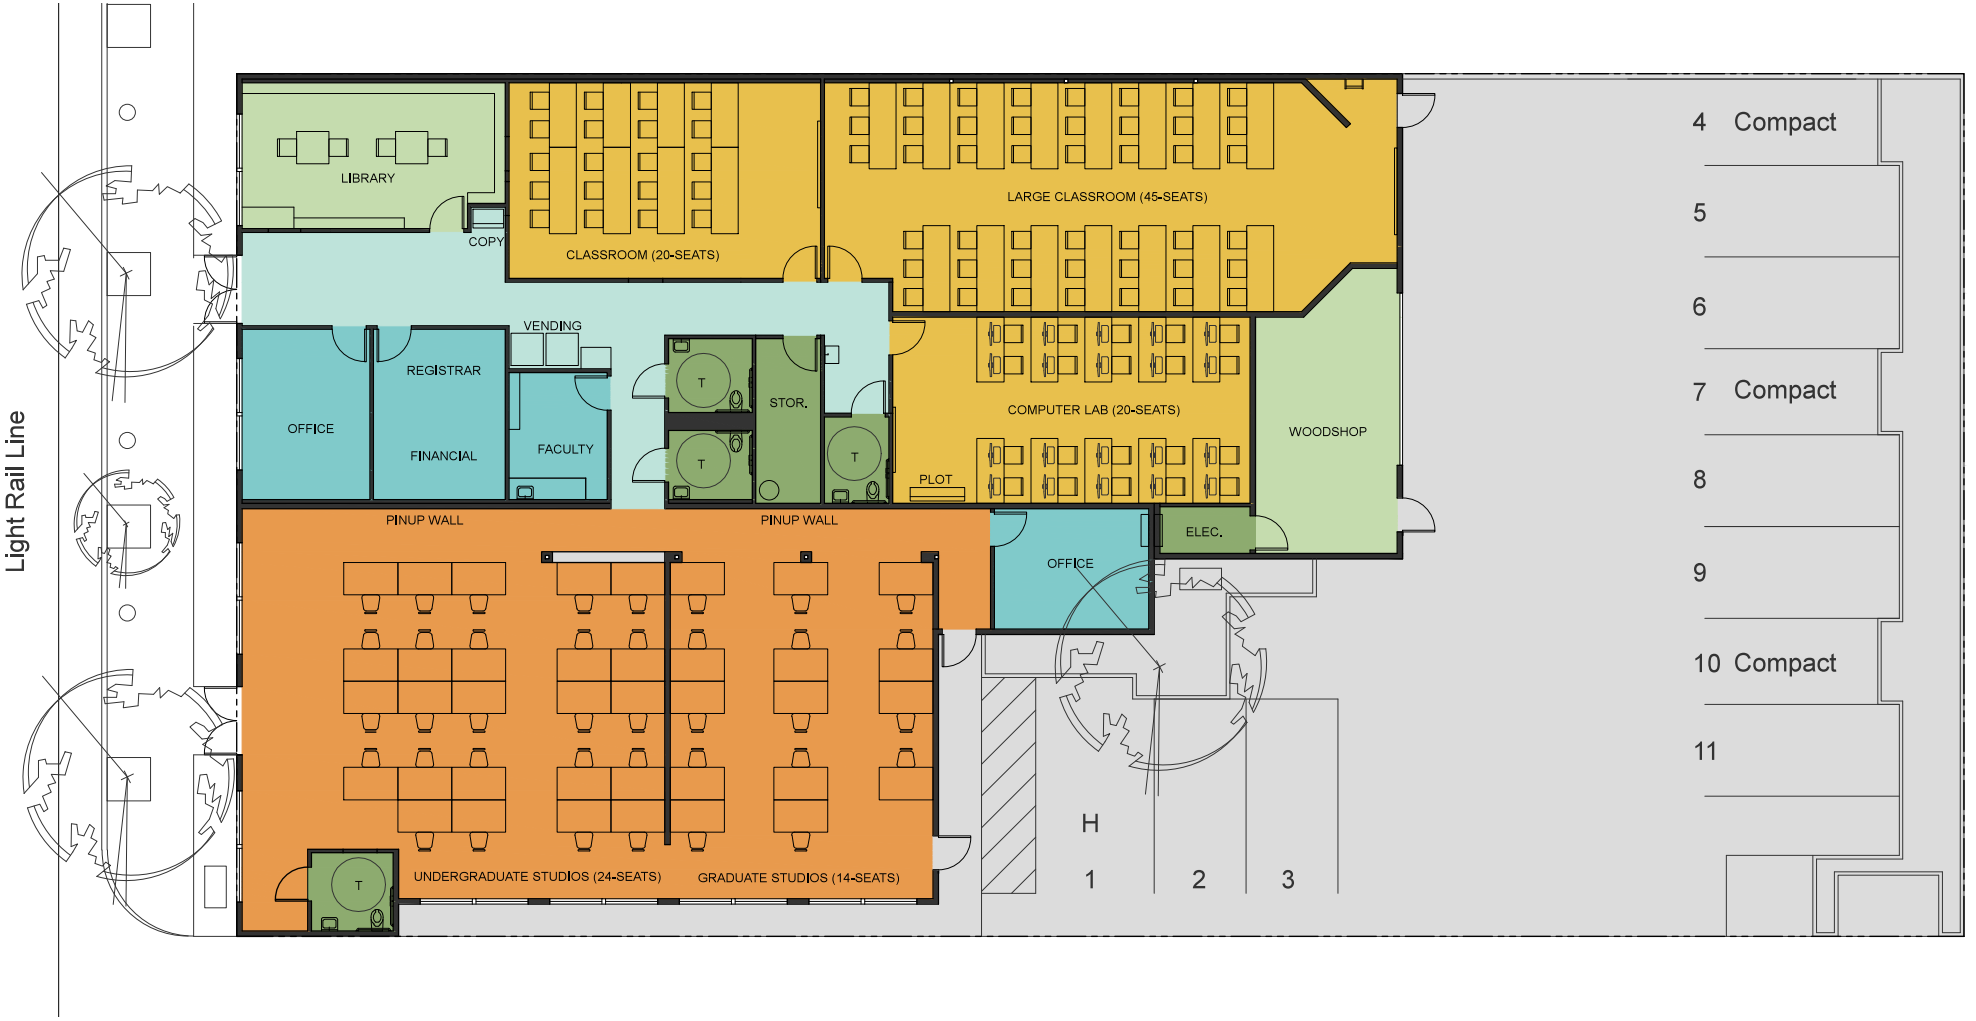 4 Compact
LIBRARY
LARGE CLASSROOM (45-SEATS)
5
COPY
CLASSROOM (20-SEATS)
6
VENDING
REGISTRAR
7 Compact
STOR.
COMPUTER LAB (20-SEATS)
T
OFFICE
WOODSHOP
FACULTY
FINANCIAL
T
T
PLOT
8
Light Rail Line
PINUP WALL
PINUP WALL
ELEC.
OFFICE
9
10 Compact
11
H
UNDERGRADUATE STUDIOS (24-SEATS)
GRADUATE STUDIOS (14-SEATS)
1
2
3
T